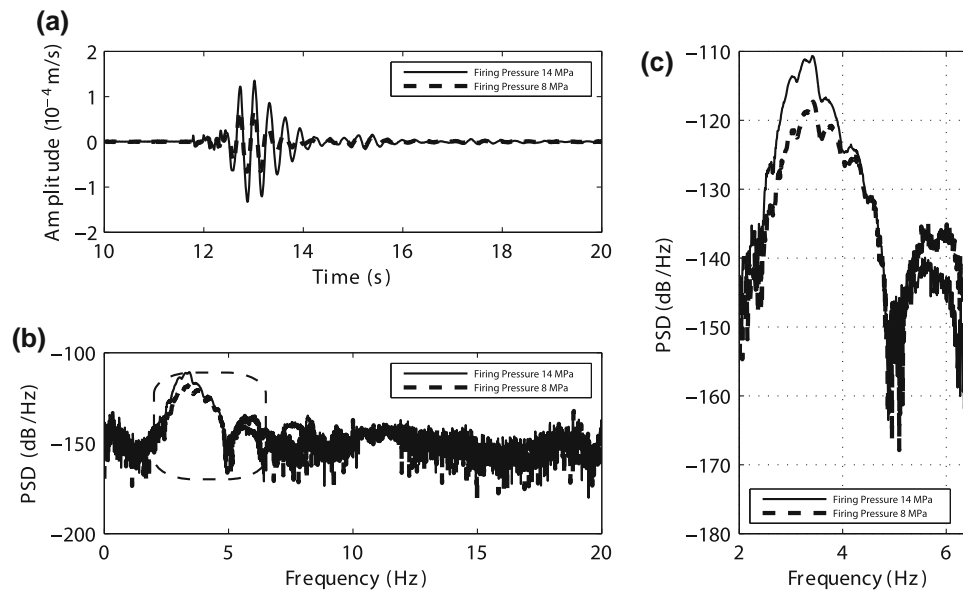 (a)
2
1
0
−1
−2
Amplitude (10⁻⁴ m/s)
Firing Pressure 14 MPa
Firing Pressure 8 MPa
10 12 14 16 18 20
Time (s)
(b)
−100
−150
−200
PSD (dB/Hz)
Firing Pressure 14 MPa
Firing Pressure 8 MPa
0 5 10 15 20
Frequency (Hz)
(c)
−110
−120
−130
−140
−150
−160
−170
−180
PSD (dB/Hz)
Firing Pressure 14 MPa
Firing Pressure 8 MPa
2 4 6
Frequency (Hz)